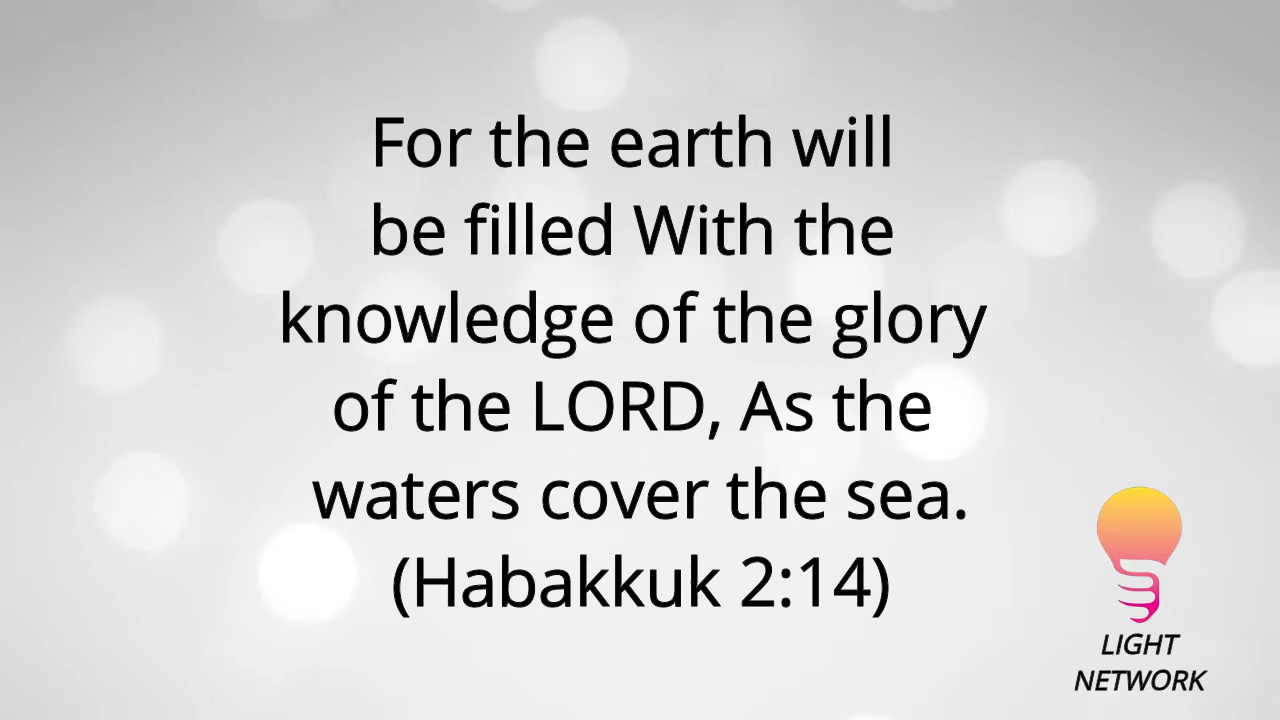 For the earth will
be filled With the
knowledge of the glory
of the LORD, As the
waters cover the sea.
(Habakkuk 2:14)
LIGHT
NETWORK